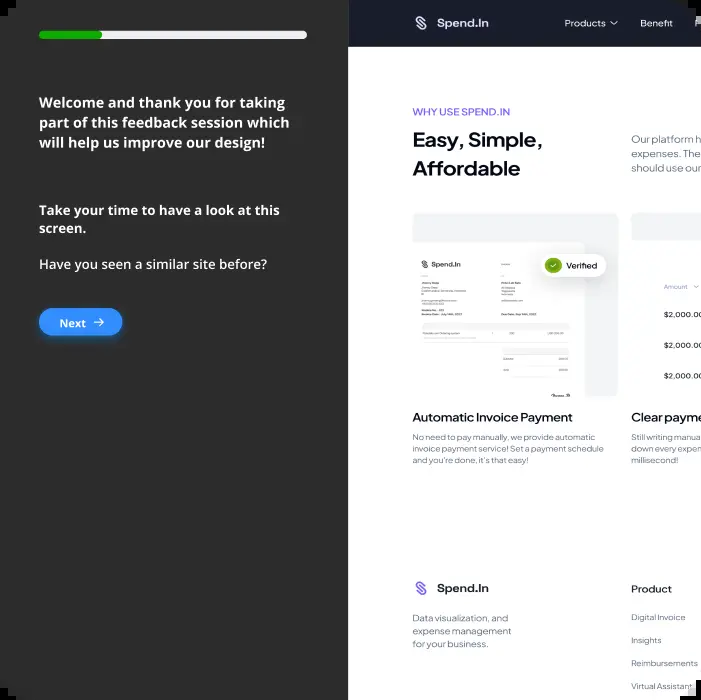 Welcome and thank you for taking
part of this feedback session which
will help us improve our design!
Take your time to have a look at this
screen.
Have you seen a similar site before?
Next
Spend.In
Products
Benefit
WHY USE SPEND.IN
Easy, Simple,
Affordable
Our platform h
expenses. The
should use our
Spend.In
Verified
Amount
$2,000.00
$2,000.00
$2,000.00
Automatic Invoice Payment
No need to pay manually, we provide automatic
invoice payment service! Set a payment schedule
and you're done, it's that easy!
Clear payme
Still writing manua
down every expen
millisecond!
Spend.In
Data visualization, and
expense management
for your business.
Product
Digital Invoice
Insights
Reimbursements
Virtual Assistant